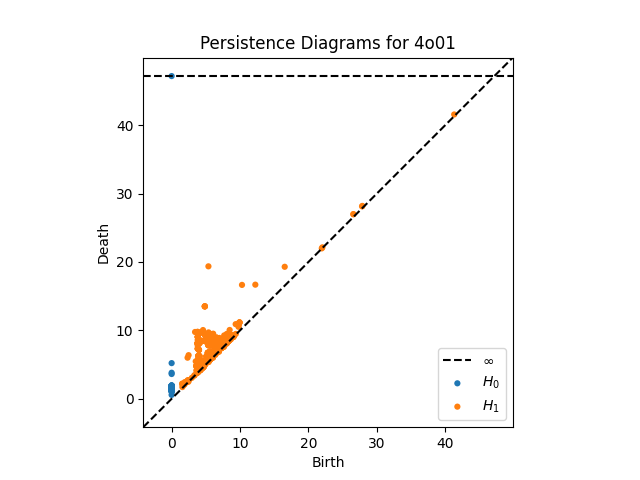 Persistence Diagrams for 4o01
Death
40
30
20
10
0
0 10 20 30 40
Birth
∞
H₀
H₁